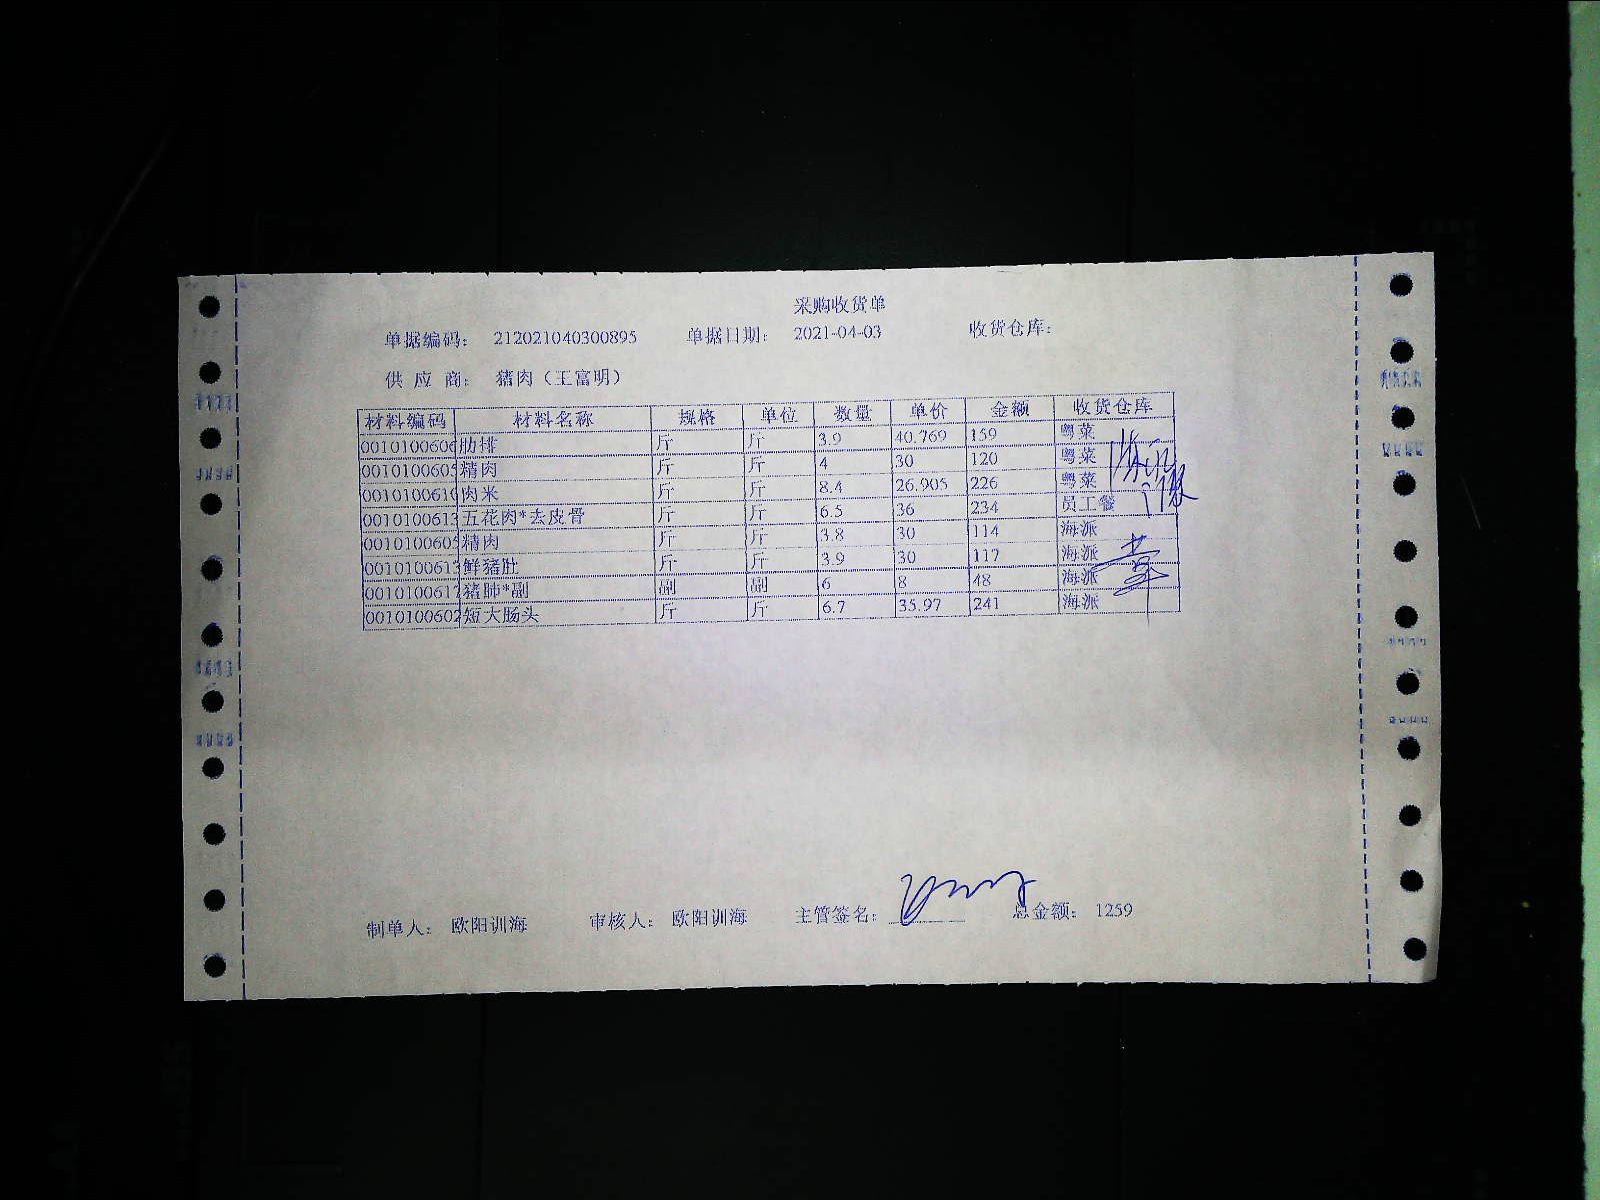 采购收货单
单据编码： 212021040300895 单据日期： 2021-04-03 收货仓库：
供 应 商： 猪肉（王富明）
材料编码 材料名称 规格 单位 数量 单价 金额 收货仓库
0010100606 肋排 斤 斤 3.9 40.769 159 粤菜
0010100605 精肉 斤 斤 4 30 120 粤菜
0010100610 肉米 斤 斤 8.4 26.905 226 粤菜
0010100613 五花肉*去皮骨 斤 斤 6.5 36 234 员工餐
0010100605 精肉 斤 斤 3.8 30 114 海派
0010100613 鲜猪肚 斤 斤 3.9 30 117 海派
0010100617 猪肺*副 副 副 6 8 48 海派
0010100602 短大肠头 斤 斤 6.7 35.97 241 海派
制单人： 欧阳训海 审核人： 欧阳训海 主管签名： 总金额： 1259